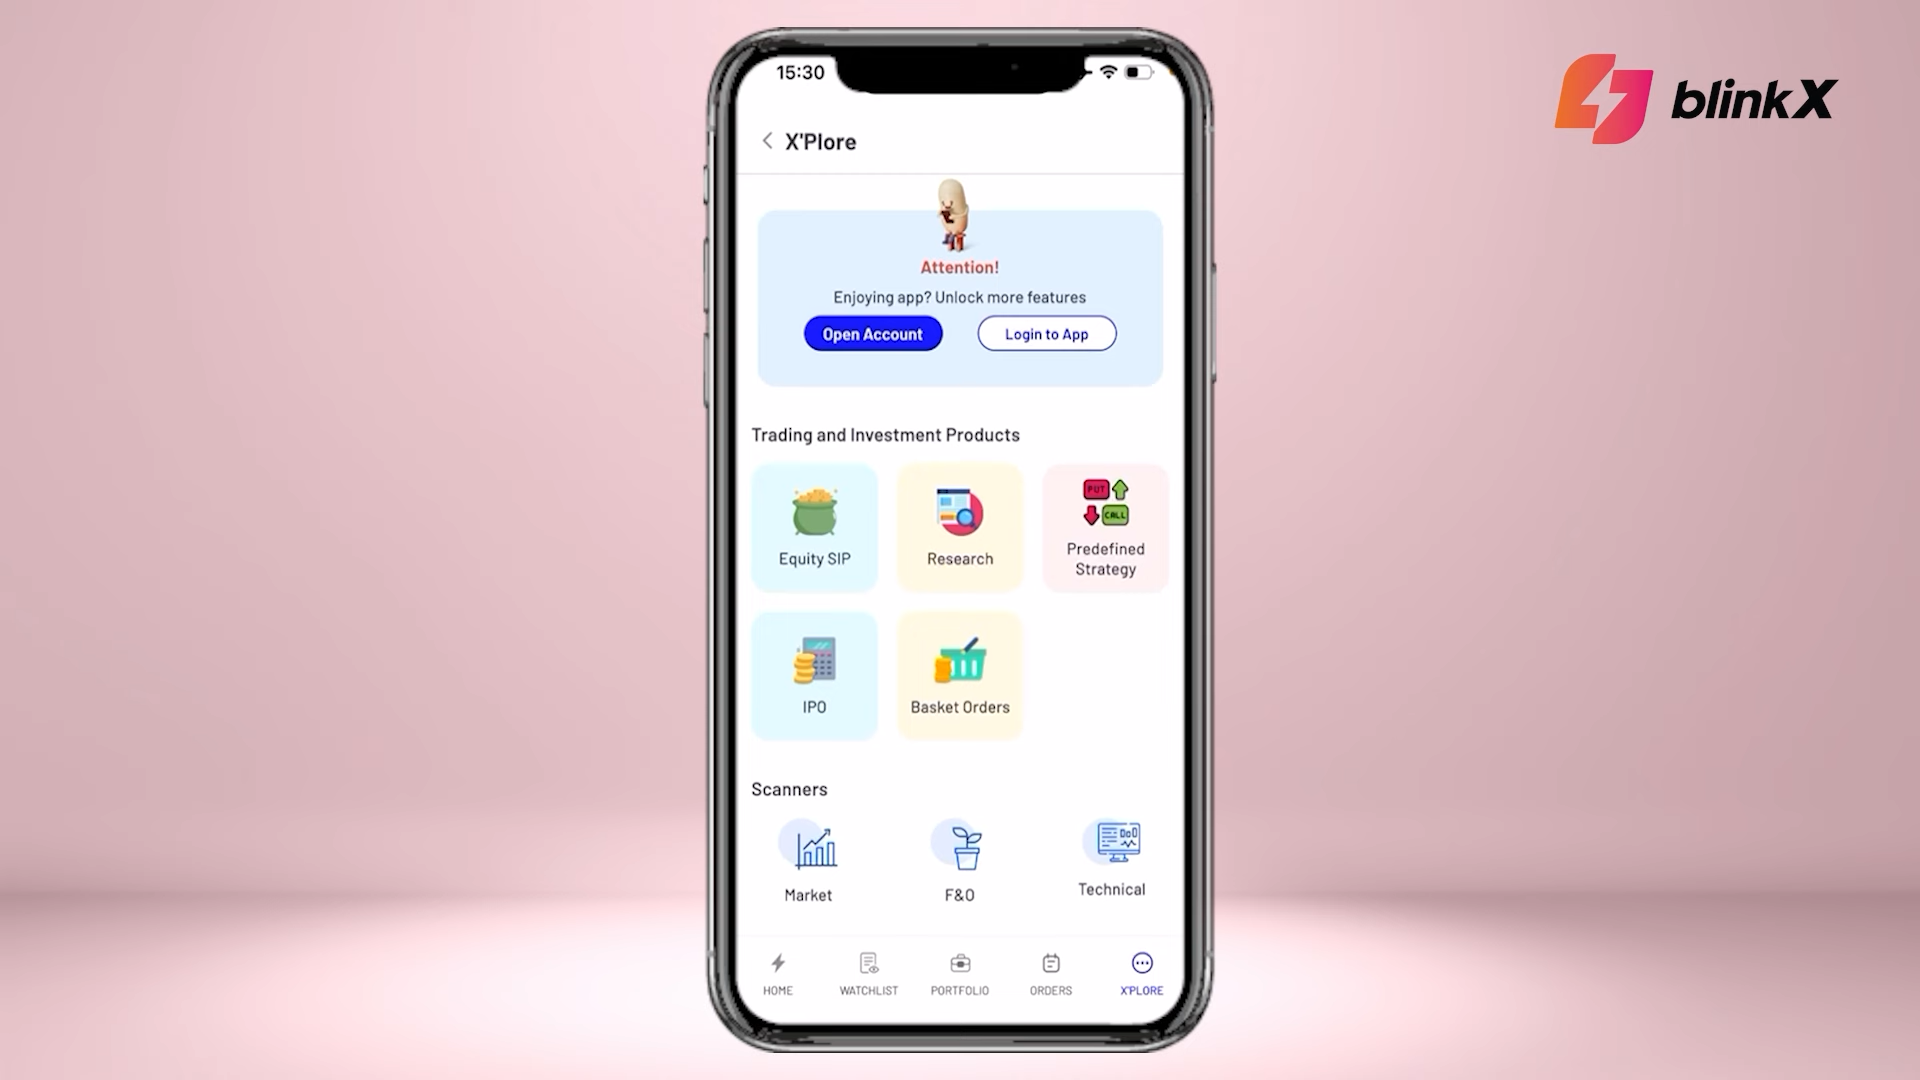 15:30
blinkX
X'Plore
Attention!
Enjoying app? Unlock more features
Open Account
Login to App
Trading and Investment Products
PUT
CALL
Equity SIP
Research
Predefined
Strategy
IPO
Basket Orders
Scanners
Market
F&O
Technical
HOME
WATCHLIST
PORTFOLIO
ORDERS
X'PLORE